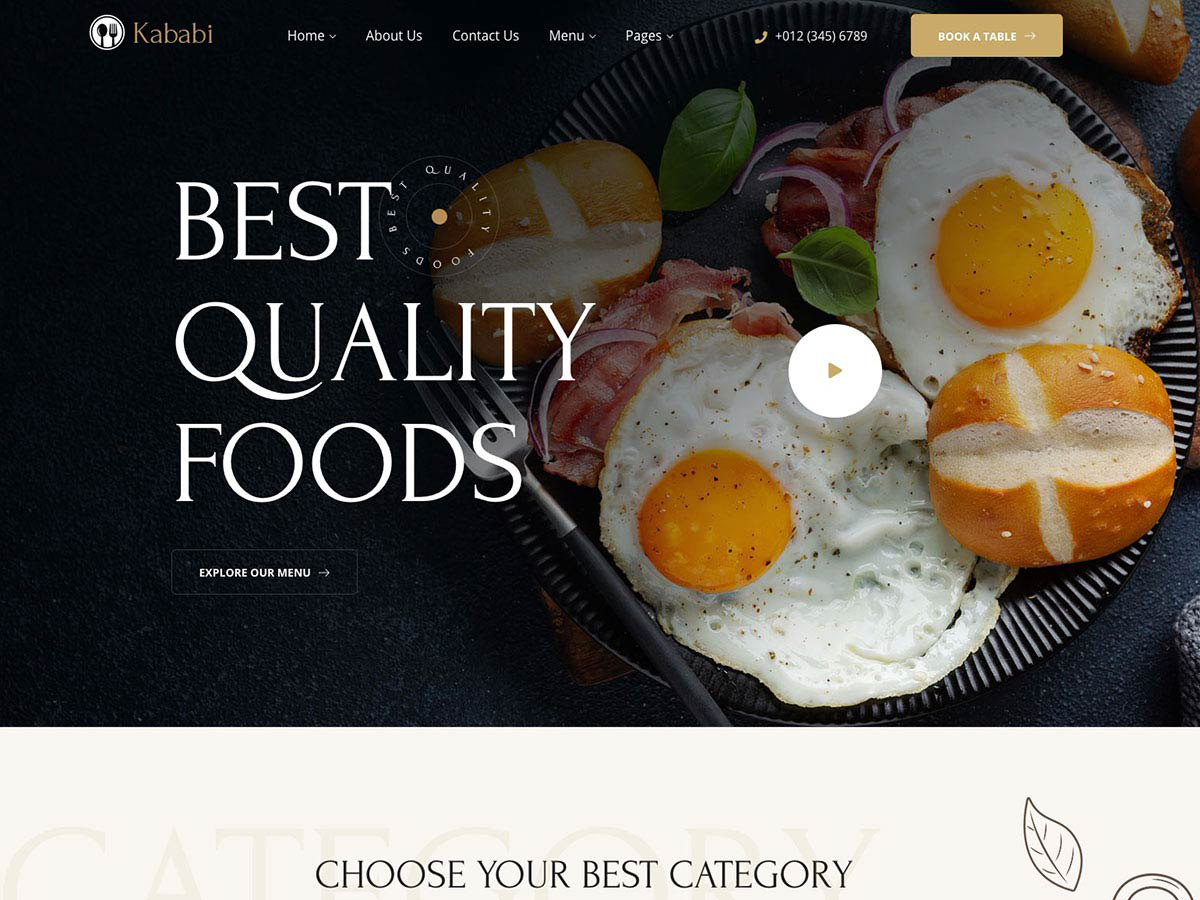 Kababi
Home
About Us
Contact Us
Menu
Pages
+012 (345) 6789
BOOK A TABLE
BEST QUALITY FOODS
BEST
QUALITY
FOODS
EXPLORE OUR MENU
CATEGORY
CHOOSE YOUR BEST CATEGORY